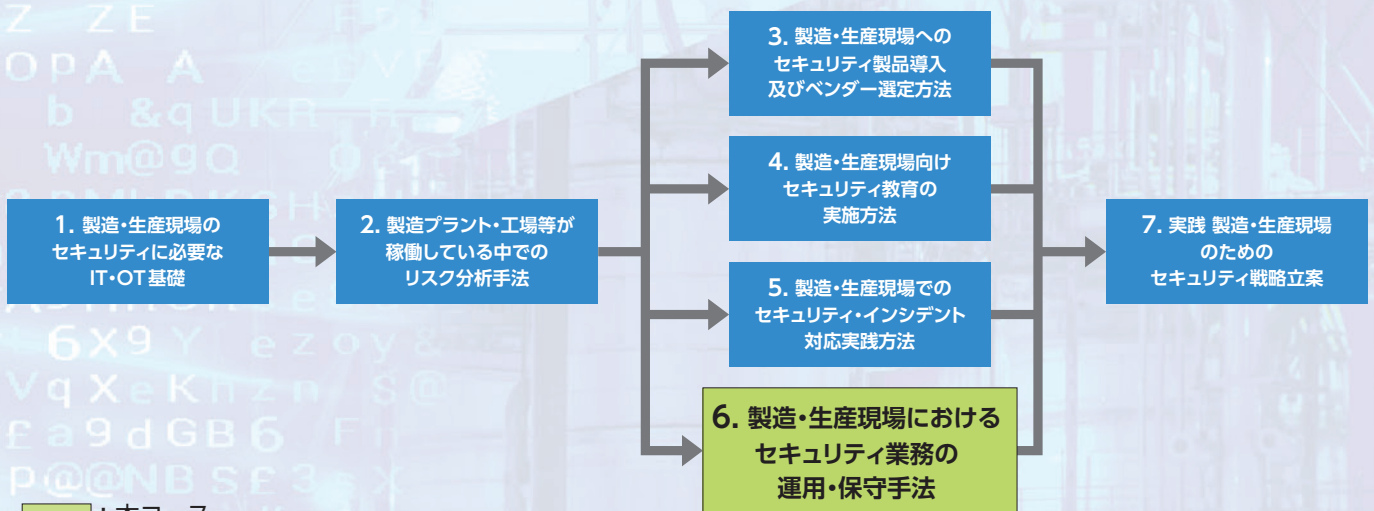 1. 製造・生産現場の
セキュリティに必要な
IT・OT基礎
2. 製造プラント・工場等が
稼働している中での
リスク分析手法
3. 製造・生産現場への
セキュリティ製品導入
及びベンダー選定方法
4. 製造・生産現場向け
セキュリティ教育の
実施方法
5. 製造・生産現場での
セキュリティ・インシデント
対応実践方法
6. 製造・生産現場における
セキュリティ業務の
運用・保守手法
7. 実践 製造・生産現場
のための
セキュリティ戦略立案